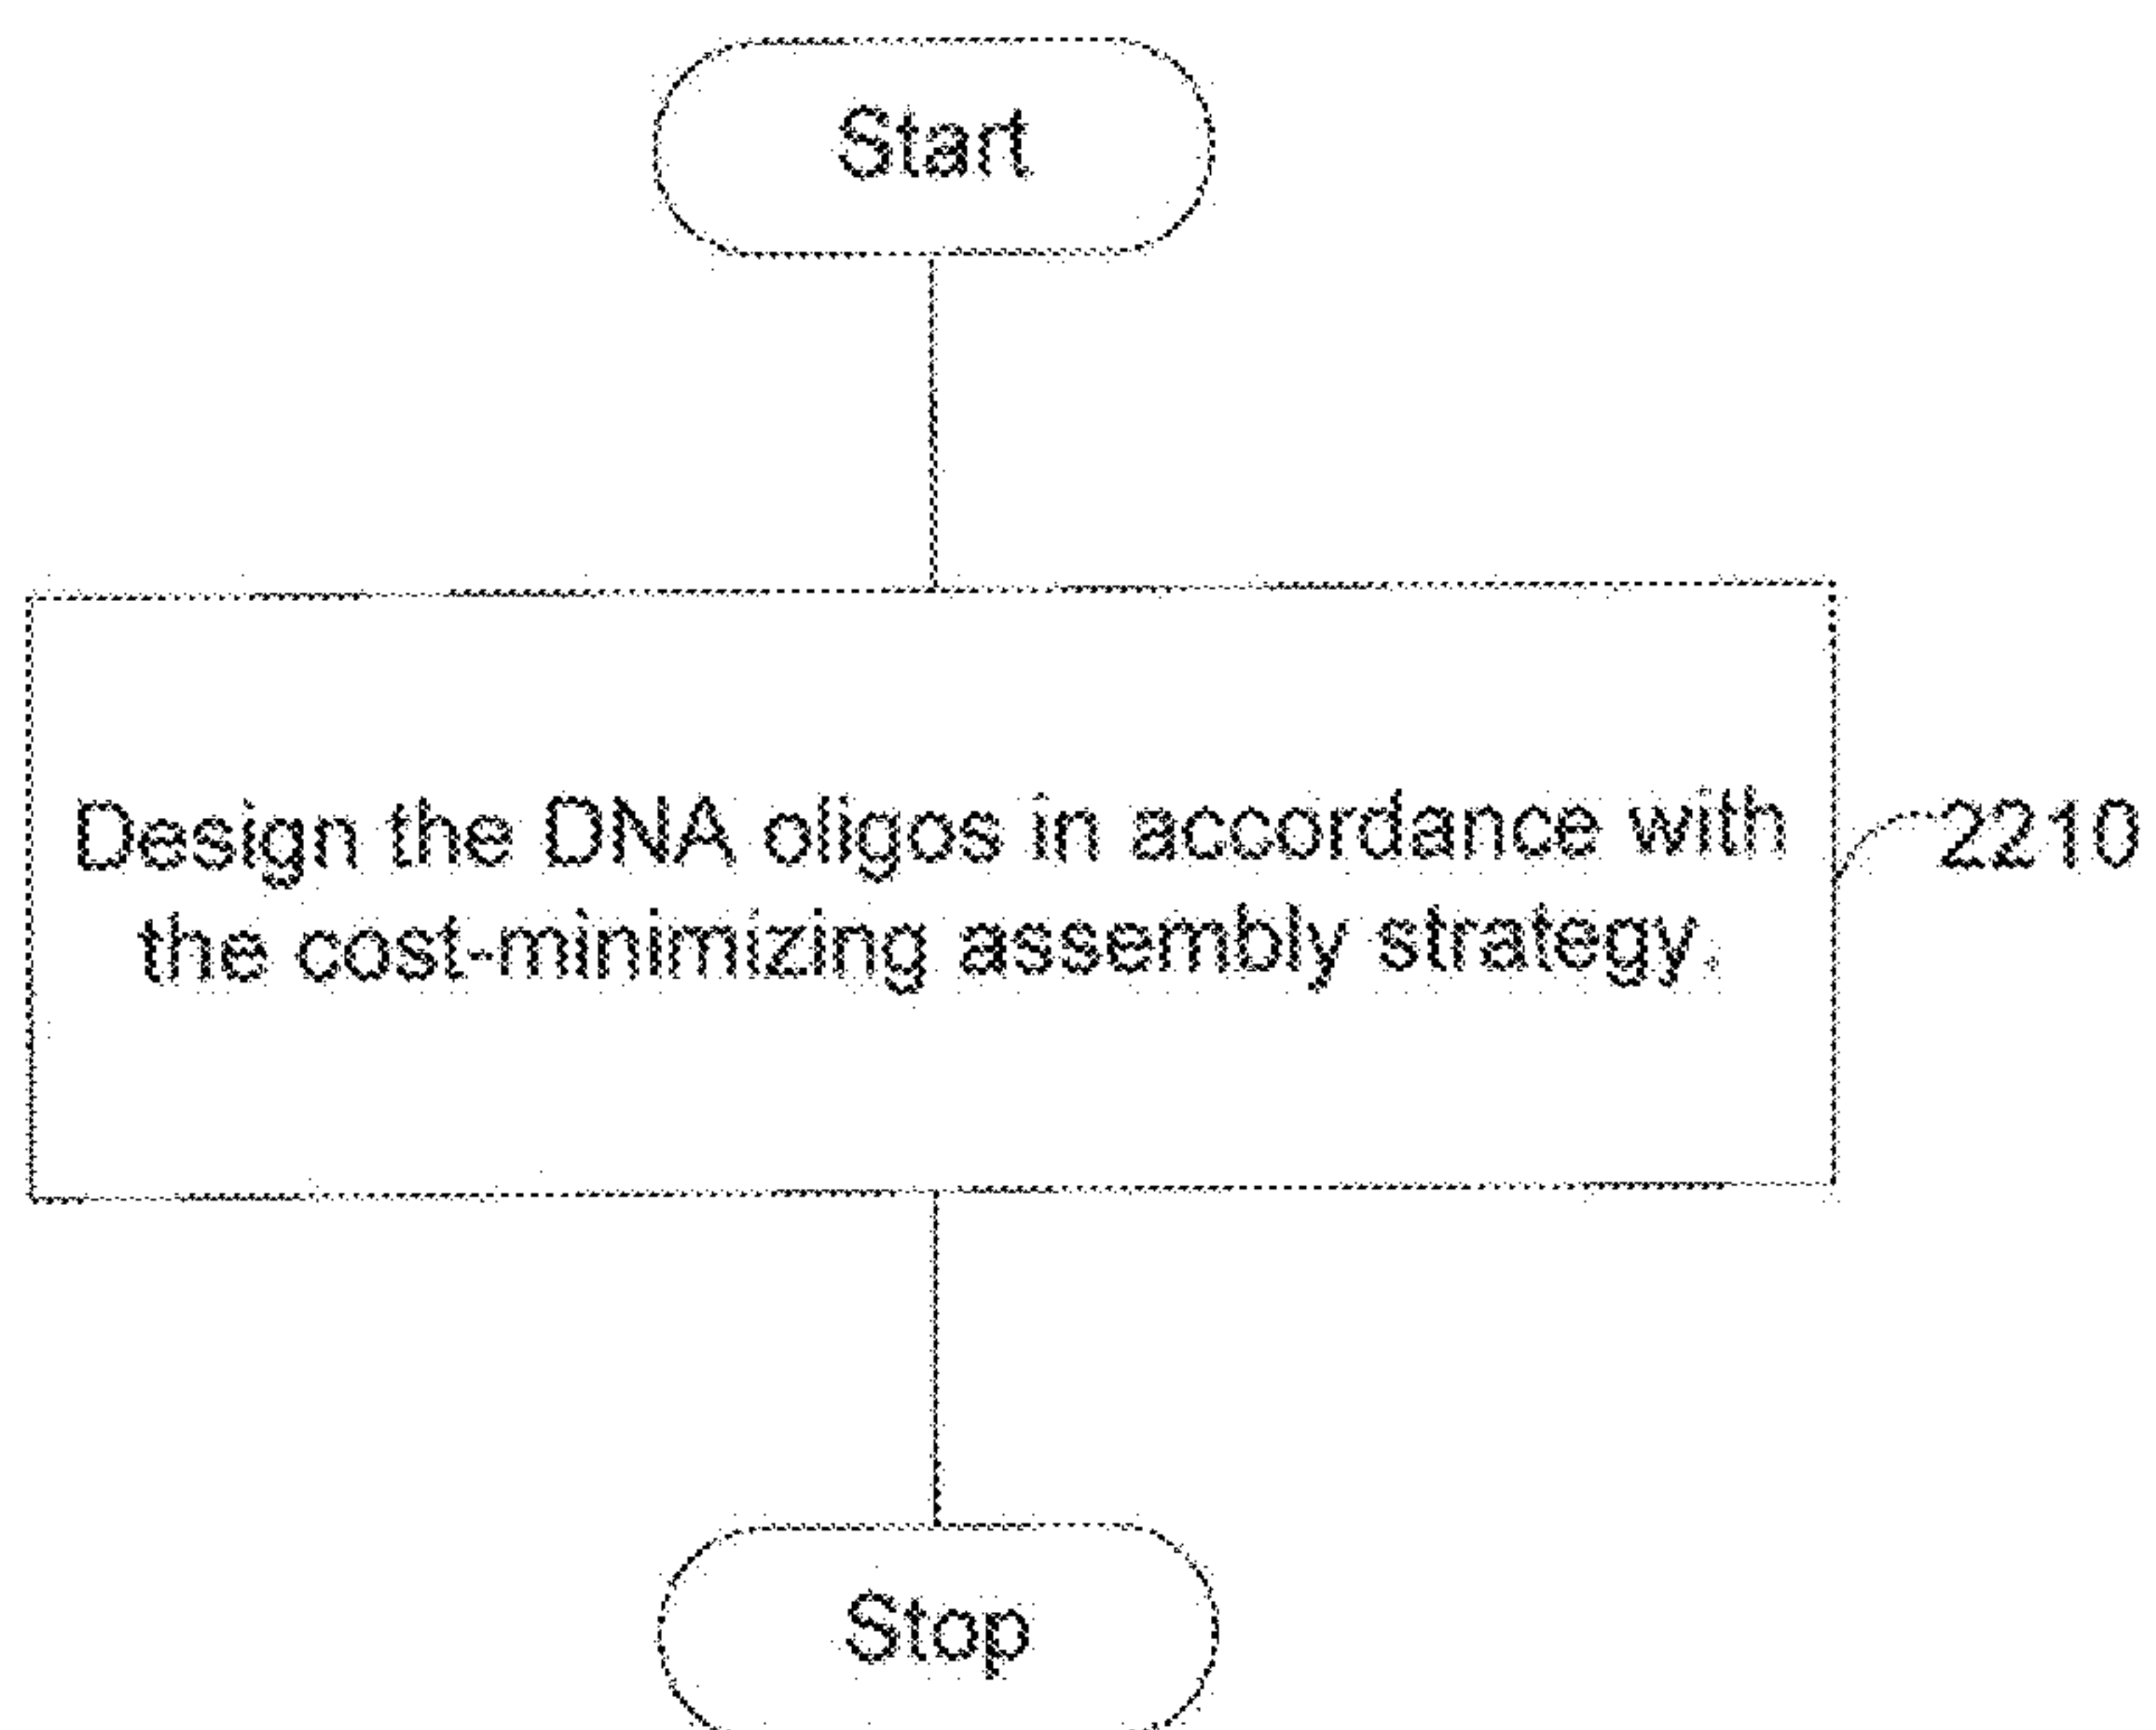 Start
Design the DNA oligos in accordance with
the cost-minimizing assembly strategy.
2210
Stop